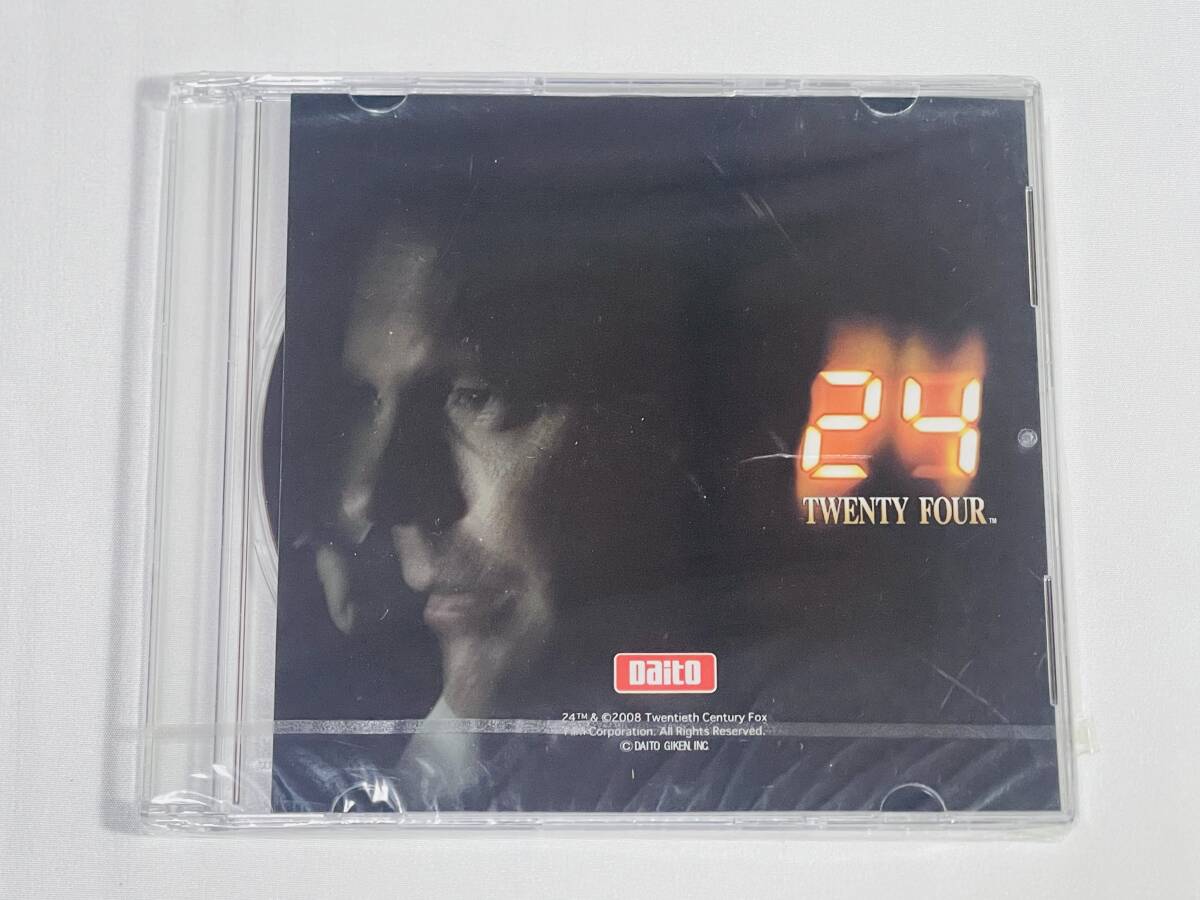 24
TWENTY FOUR™
Daito
24™ & ©2008 Twentieth Century Fox
Film Corporation. All Rights Reserved.
© DAITO GIKEN, INC.